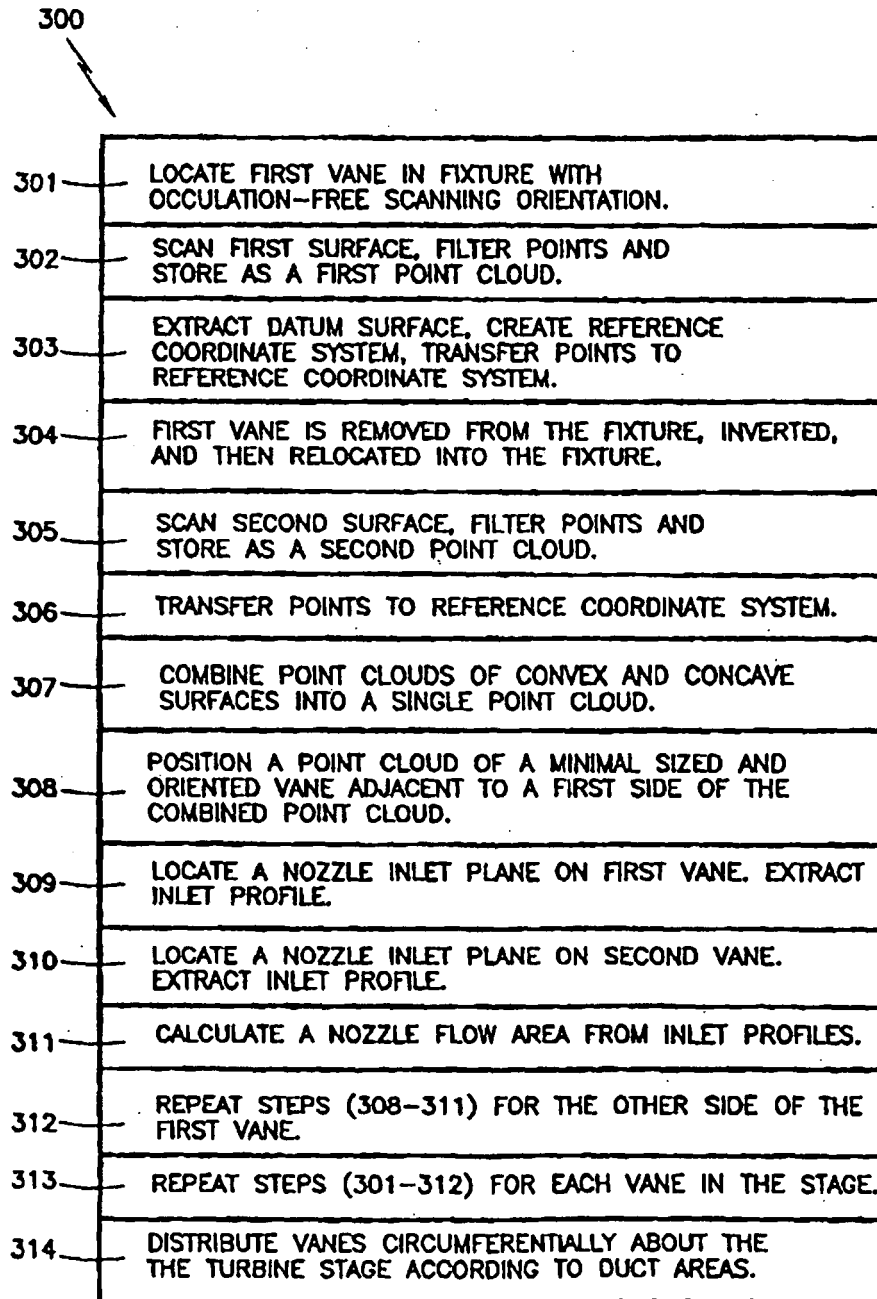 300
301 LOCATE FIRST VANE IN FIXTURE WITH
OCCULATION-FREE SCANNING ORIENTATION.
302 SCAN FIRST SURFACE, FILTER POINTS AND
STORE AS A FIRST POINT CLOUD.
EXTRACT DATUM SURFACE, CREATE REFERENCE
303 COORDINATE SYSTEM, TRANSFER POINTS TO
REFERENCE COORDINATE SYSTEM.
304 FIRST VANE IS REMOVED FROM THE FIXTURE, INVERTED,
AND THEN RELOCATED INTO THE FIXTURE.
305 SCAN SECOND SURFACE, FILTER POINTS AND
STORE AS A SECOND POINT CLOUD.
306 TRANSFER POINTS TO REFERENCE COORDINATE SYSTEM.
307 COMBINE POINT CLOUDS OF CONVEX AND CONCAVE
SURFACES INTO A SINGLE POINT CLOUD.
POSITION A POINT CLOUD OF A MINIMAL SIZED AND
308 ORIENTED VANE ADJACENT TO A FIRST SIDE OF THE
COMBINED POINT CLOUD.
309 LOCATE A NOZZLE INLET PLANE ON FIRST VANE. EXTRACT
INLET PROFILE.
310 LOCATE A NOZZLE INLET PLANE ON SECOND VANE.
EXTRACT INLET PROFILE.
311 CALCULATE A NOZZLE FLOW AREA FROM INLET PROFILES.
312 REPEAT STEPS (308-311) FOR THE OTHER SIDE OF THE
FIRST VANE.
313 REPEAT STEPS (301-312) FOR EACH VANE IN THE STAGE.
314 DISTRIBUTE VANES CIRCUMFERENTIALLY ABOUT THE
THE TURBINE STAGE ACCORDING TO DUCT AREAS.